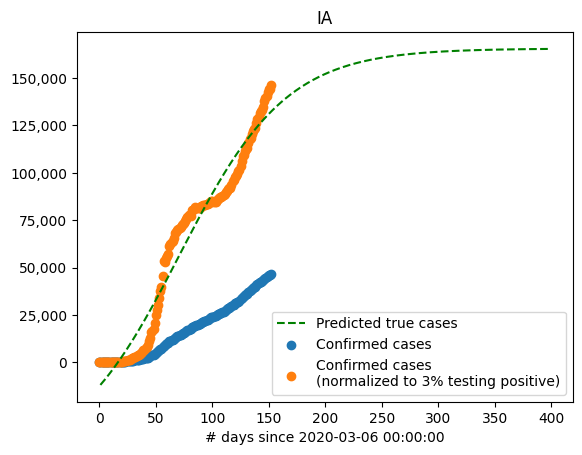 IA
150,000
125,000
100,000
75,000
50,000
25,000
0
Predicted true cases
Confirmed cases
Confirmed cases
(normalized to 3% testing positive)
0 50 100 150 200 250 300 350 400
# days since 2020-03-06 00:00:00